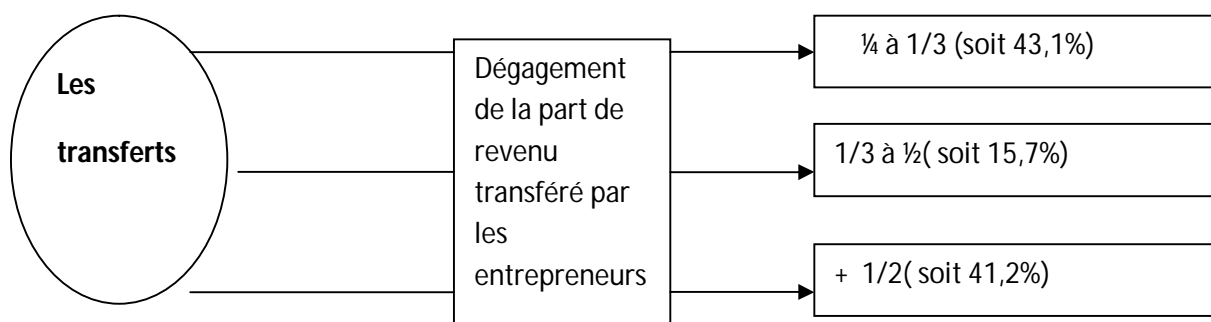 Les
transferts
Dégagement
de la part de
revenu
transféré par
les
entrepreneurs
¼ à 1/3 (soit 43,1%)
1/3 à ½( soit 15,7%)
+ 1/2( soit 41,2%)